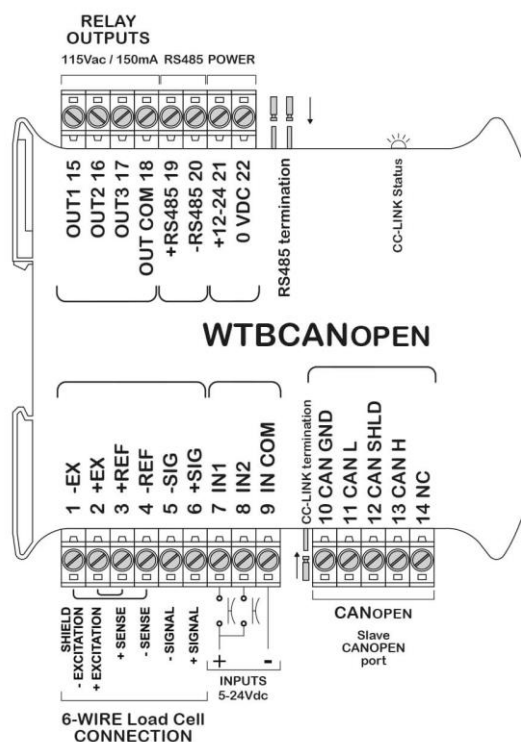 RELAY
OUTPUTS
115Vac / 150mA RS485 POWER
OUT1 15
OUT2 16
OUT3 17
OUT COM 18
+RS485 19
-RS485 20
+12-24 21
0 VDC 22
RS485 termination
CC-LINK Status
WTBCANOPEN
1 -EX
2 +EX
3 +REF
4 -REF
5 -SIG
6 +SIG
7 IN1
8 IN2
9 IN COM
CC-LINK termination
10 CAN GND
11 CAN L
12 CAN SHLD
13 CAN H
14 NC
SHIELD
- EXCITATION
+ EXCITATION
+ SENSE
- SENSE
- SIGNAL
+ SIGNAL
+ -
INPUTS
5-24Vdc
CANOPEN
Slave
CANOPEN
port
6-WIRE Load Cell
CONNECTION